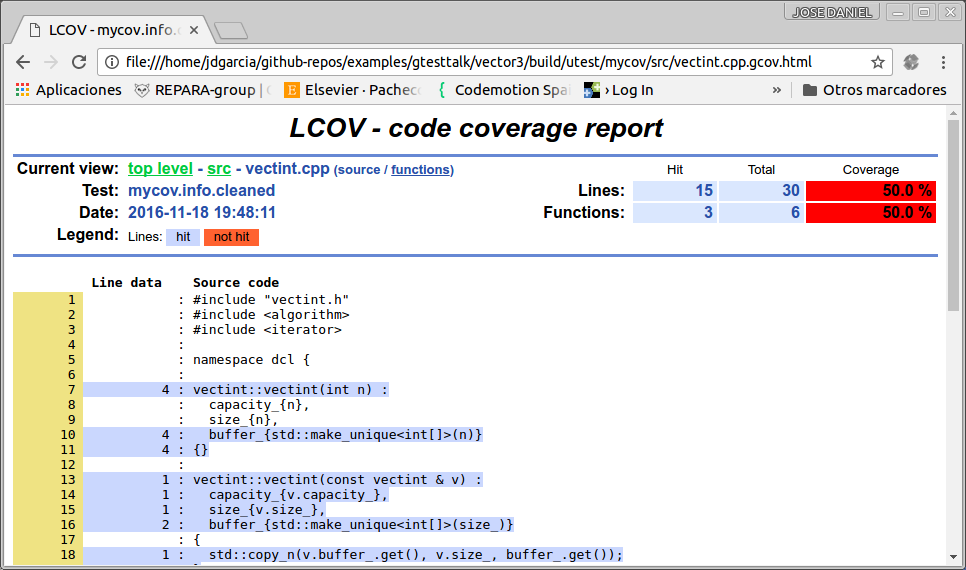 JOSE DANIEL
LCOV - mycov.info.c
file:///home/jdgarcia/github-repos/examples/gtesttalk/vector3/build/utest/mycov/src/vectint.cpp.gcov.html
Aplicaciones REPARA-group | Elsevier · Pachec Codemotion Spa › Log In » Otros marcadores
LCOV - code coverage report
Current view: top level - src - vectint.cpp (source / functions) Hit Total Coverage
Test: mycov.info.cleaned Lines: 15 30 50.0 %
Date: 2016-11-18 19:48:11 Functions: 3 6 50.0 %
Legend: Lines: hit not hit
Line data Source code
1 : #include "vectint.h"
2 : #include <algorithm>
3 : #include <iterator>
4 :
5 : namespace dcl {
6 :
7 4 : vectint::vectint(int n) :
8 : capacity_{n},
9 : size_{n},
10 4 : buffer_{std::make_unique<int[]>(n)}
11 4 : {}
12 :
13 1 : vectint::vectint(const vectint & v) :
14 1 : capacity_{v.capacity_},
15 1 : size_{v.size_},
16 2 : buffer_{std::make_unique<int[]>(size_)}
17 : {
18 1 : std::copy_n(v.buffer_.get(), v.size_, buffer_.get());